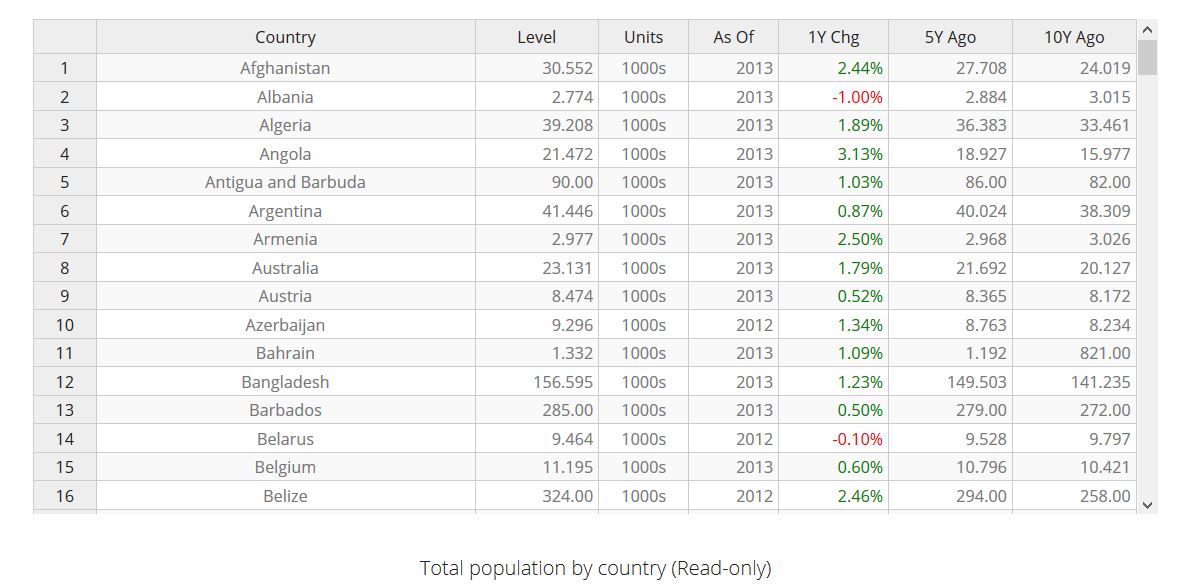 Country Level Units As Of 1Y Chg 5Y Ago 10Y Ago
1 Afghanistan 30.552 1000s 2013 2.44% 27.708 24.019
2 Albania 2.774 1000s 2013 -1.00% 2.884 3.015
3 Algeria 39.208 1000s 2013 1.89% 36.383 33.461
4 Angola 21.472 1000s 2013 3.13% 18.927 15.977
5 Antigua and Barbuda 90.00 1000s 2013 1.03% 86.00 82.00
6 Argentina 41.446 1000s 2013 0.87% 40.024 38.309
7 Armenia 2.977 1000s 2013 2.50% 2.968 3.026
8 Australia 23.131 1000s 2013 1.79% 21.692 20.127
9 Austria 8.474 1000s 2013 0.52% 8.365 8.172
10 Azerbaijan 9.296 1000s 2012 1.34% 8.763 8.234
11 Bahrain 1.332 1000s 2013 1.09% 1.192 821.00
12 Bangladesh 156.595 1000s 2013 1.23% 149.503 141.235
13 Barbados 285.00 1000s 2013 0.50% 279.00 272.00
14 Belarus 9.464 1000s 2012 -0.10% 9.528 9.797
15 Belgium 11.195 1000s 2013 0.60% 10.796 10.421
16 Belize 324.00 1000s 2012 2.46% 294.00 258.00
Total population by country (Read-only)